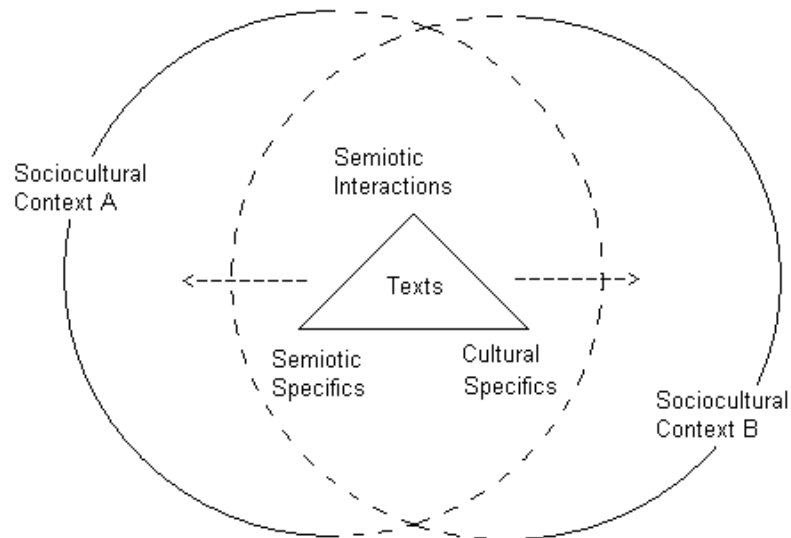 Semiotic
Interactions
Sociocultural
Context A
Texts
Semiotic
Specifics
Cultural
Specifics
Sociocultural
Context B